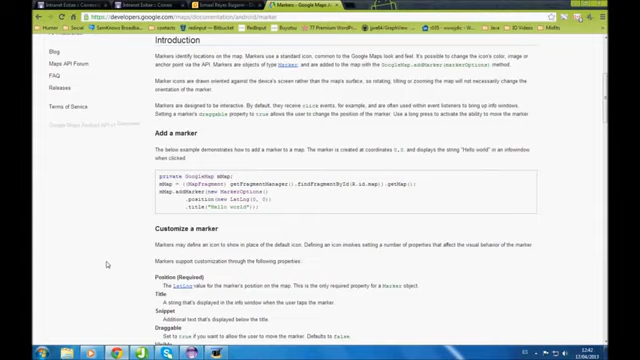 Intranet Extias :: Connexi
Markers - Google Maps A
https://developers.google.com/maps/documentation/android/marker
Blog
Maps API Forum
FAQ
Releases
Terms of Service
Google Maps Android API v1
Introduction
Markers identify locations on the map. Markers use a standard icon, common to the Google Maps look and feel. It's possible to change the icon's color, image or
anchor point via the API. Markers are objects of type Marker, and are added to the map with the GoogleMap.addMarker(markerOptions) method.
Marker icons are drawn oriented against the device's screen rather than the map's surface, so rotating, tilting or zooming the map will not necessarily change the
orientation of the marker.
Markers are designed to be interactive. By default, they receive click events, for example, and are often used within event listeners to bring up info windows.
Setting a marker's draggable property to true allows the user to change the position of the marker. Use a long press to activate the ability to move the marker.
Add a marker
The below example demonstrates how to add a marker to a map. The marker is created at coordinates 0,0, and displays the string "Hello world" in an infowindow
when clicked.
private GoogleMap mMap;
mMap = ((MapFragment) getFragmentManager().findFragmentById(R.id.map)).getMap();
mMap.addMarker(new MarkerOptions()
.position(new LatLng(0, 0))
.title("Hello world"));
Customize a marker
Markers may define an icon to show in place of the default icon. Defining an icon involves setting a number of properties that affect the visual behavior of the marker.
Markers support customization through the following properties:
Position (Required)
The LatLng value for the marker's position on the map. This is the only required property for a Marker object.
Title
A string that's displayed in the info window when the user taps the marker.
Snippet
Additional text that's displayed below the title.
Draggable
Set to true if you want to allow the user to move the marker. Defaults to false.
Visible
ES
12:42
17/04/2013